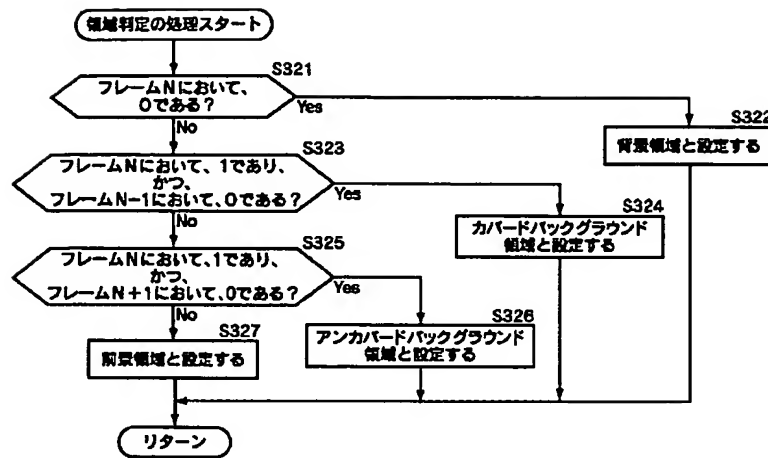 領域判定の処理スタート
S321
フレームNにおいて、
0である？
Yes
No
S322
背景領域と設定する
S323
フレームNにおいて、1であり、
かつ、
フレームN-1において、0である？
Yes
No
S324
カバードバックグラウンド
領域と設定する
S325
フレームNにおいて、1であり、
かつ、
フレームN+1において、0である？
Yes
No
S326
アンカバードバックグラウンド
領域と設定する
S327
前景領域と設定する
リターン